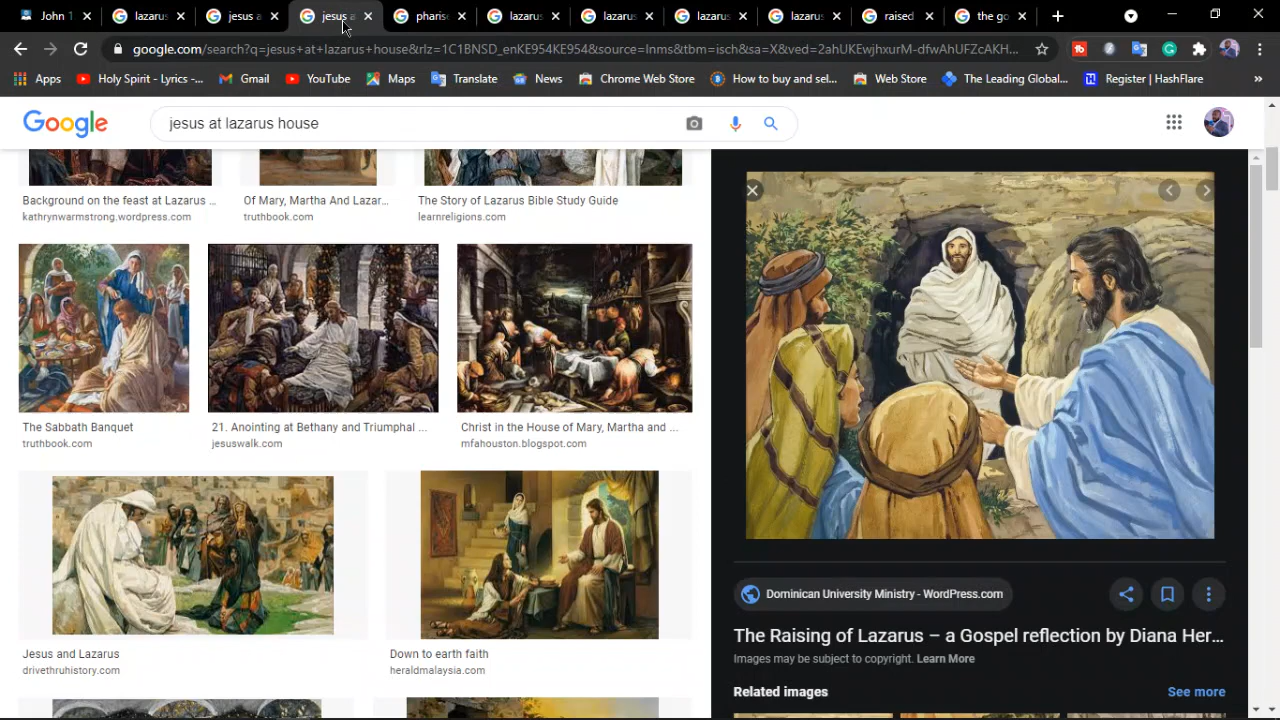 John 1
lazarus
jesus a
jesus a
pharise
lazarus
lazarus
lazarus
lazarus
raised
the go
google.com/search?q=jesus+at+lazarus+house&rlz=1C1BNSD_enKE954KE954&source=lnms&tbm=isch&sa=X&ved=2ahUKEwjhxurM-dfwAhUFZcAKH...
Apps
Holy Spirit - Lyrics -...
Gmail
YouTube
Maps
Translate
News
Chrome Web Store
How to buy and sel...
Web Store
The Leading Global...
Register | HashFlare
»
Google
jesus at lazarus house
Background on the feast at Lazarus ...
kathrynwarmstrong.wordpress.com
Of Mary, Martha And Lazar...
truthbook.com
The Story of Lazarus Bible Study Guide
learnreligions.com
The Sabbath Banquet
truthbook.com
21. Anointing at Bethany and Triumphal ...
jesuswalk.com
Christ in the House of Mary, Martha and ...
mfahouston.blogspot.com
Jesus and Lazarus
drivethruhistory.com
Down to earth faith
heraldmalaysia.com
Dominican University Ministry - WordPress.com
The Raising of Lazarus – a Gospel reflection by Diana Her...
Images may be subject to copyright. Learn More
Related images
See more